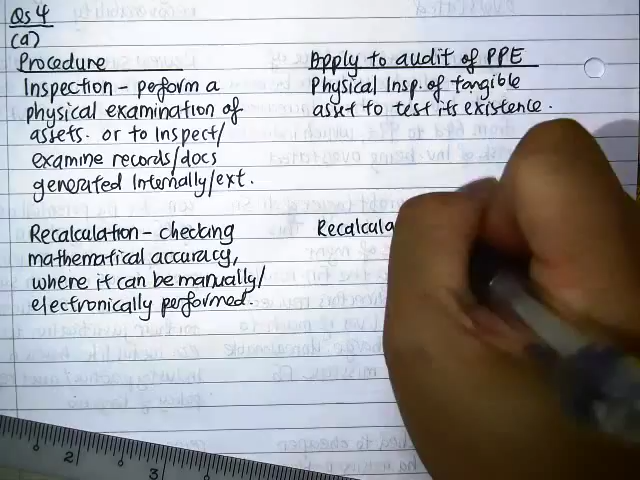 Qs 4
(a)
Procedure
Apply to audit of PPE
Inspection - perform a
physical examination of
assets. or to inspect/
examine records/docs
generated internally/ext.
Physical Insp. of tangible
asset to test its existence.
Recalculation - checking
mathematical accuracy,
where it can be manually/
electronically performed.
Recalcula
2
3